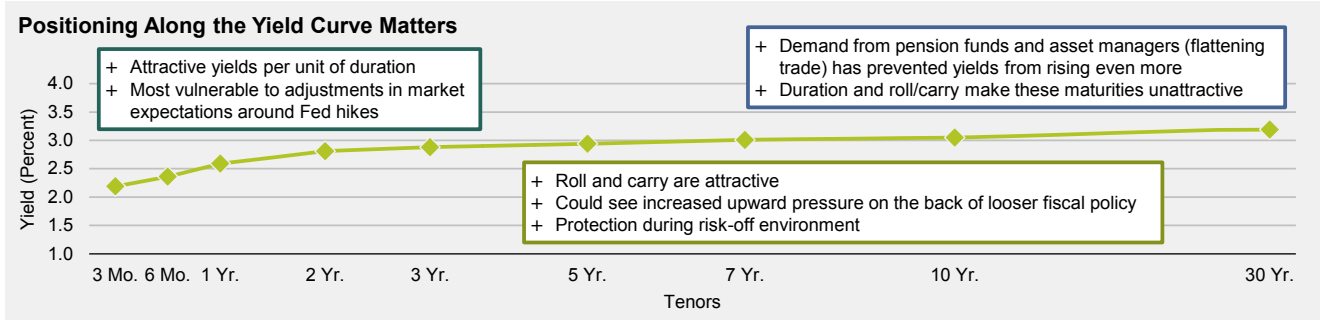 Positioning Along the Yield Curve Matters
+ Attractive yields per unit of duration
+ Most vulnerable to adjustments in market
expectations around Fed hikes
+ Demand from pension funds and asset managers (flattening
trade) has prevented yields from rising even more
+ Duration and roll/carry make these maturities unattractive
+ Roll and carry are attractive
+ Could see increased upward pressure on the back of looser fiscal policy
+ Protection during risk-off environment
Yield (Percent)
4.0
3.5
3.0
2.5
2.0
1.5
1.0
3 Mo. 6 Mo. 1 Yr. 2 Yr. 3 Yr. 5 Yr. 7 Yr. 10 Yr. 30 Yr.
Tenors